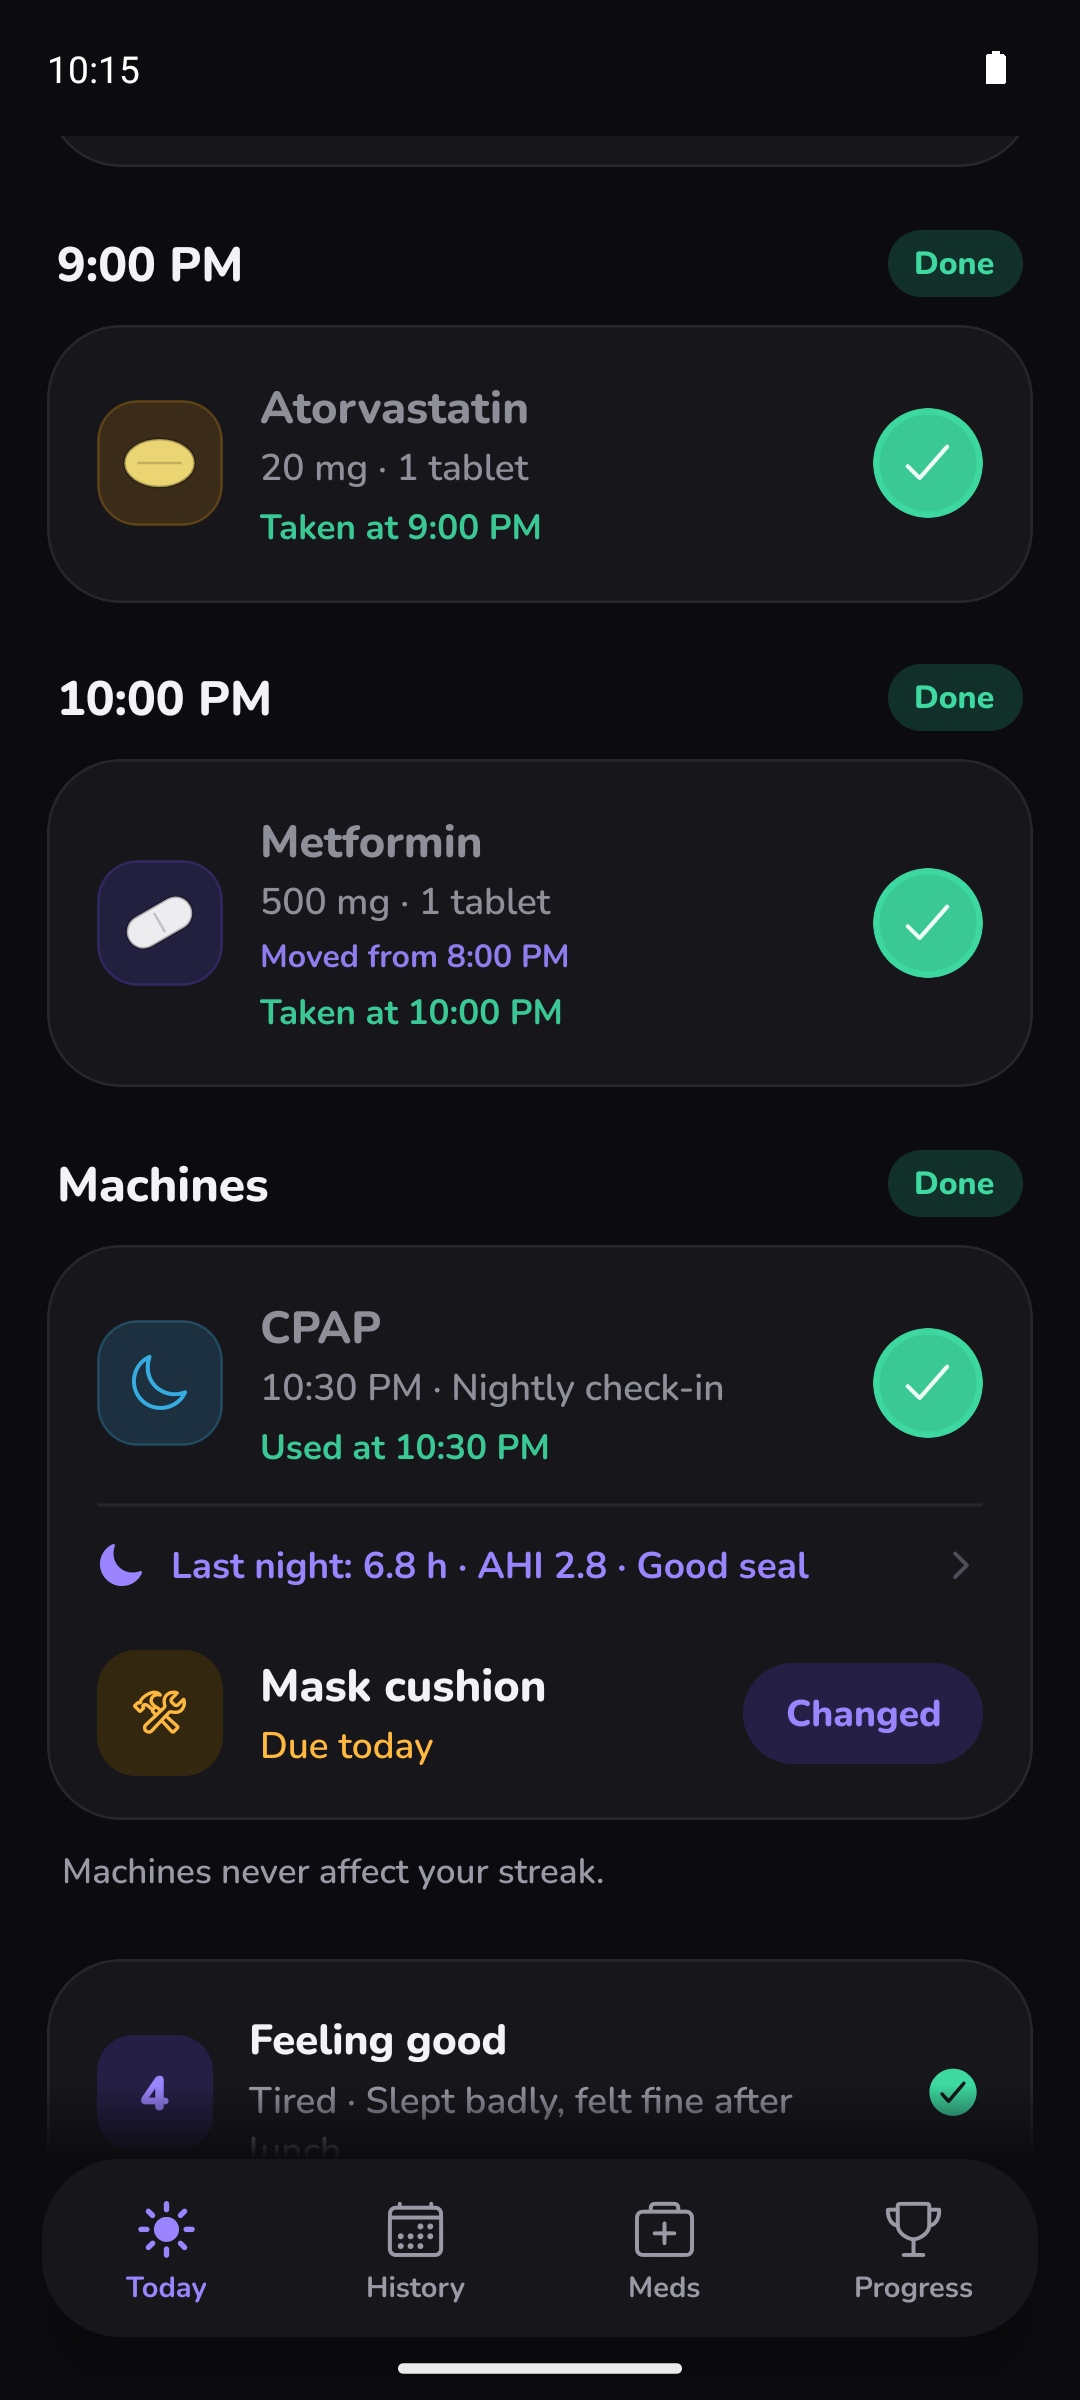 10:15
9:00 PM
Done
Atorvastatin
20 mg · 1 tablet
Taken at 9:00 PM
10:00 PM
Done
Metformin
500 mg · 1 tablet
Moved from 8:00 PM
Taken at 10:00 PM
Machines
Done
CPAP
10:30 PM · Nightly check-in
Used at 10:30 PM
Last night: 6.8 h · AHI 2.8 · Good seal
Mask cushion
Due today
Changed
Machines never affect your streak.
Feeling good
4
Tired · Slept badly, felt fine after
lunch
Today
History
Meds
Progress